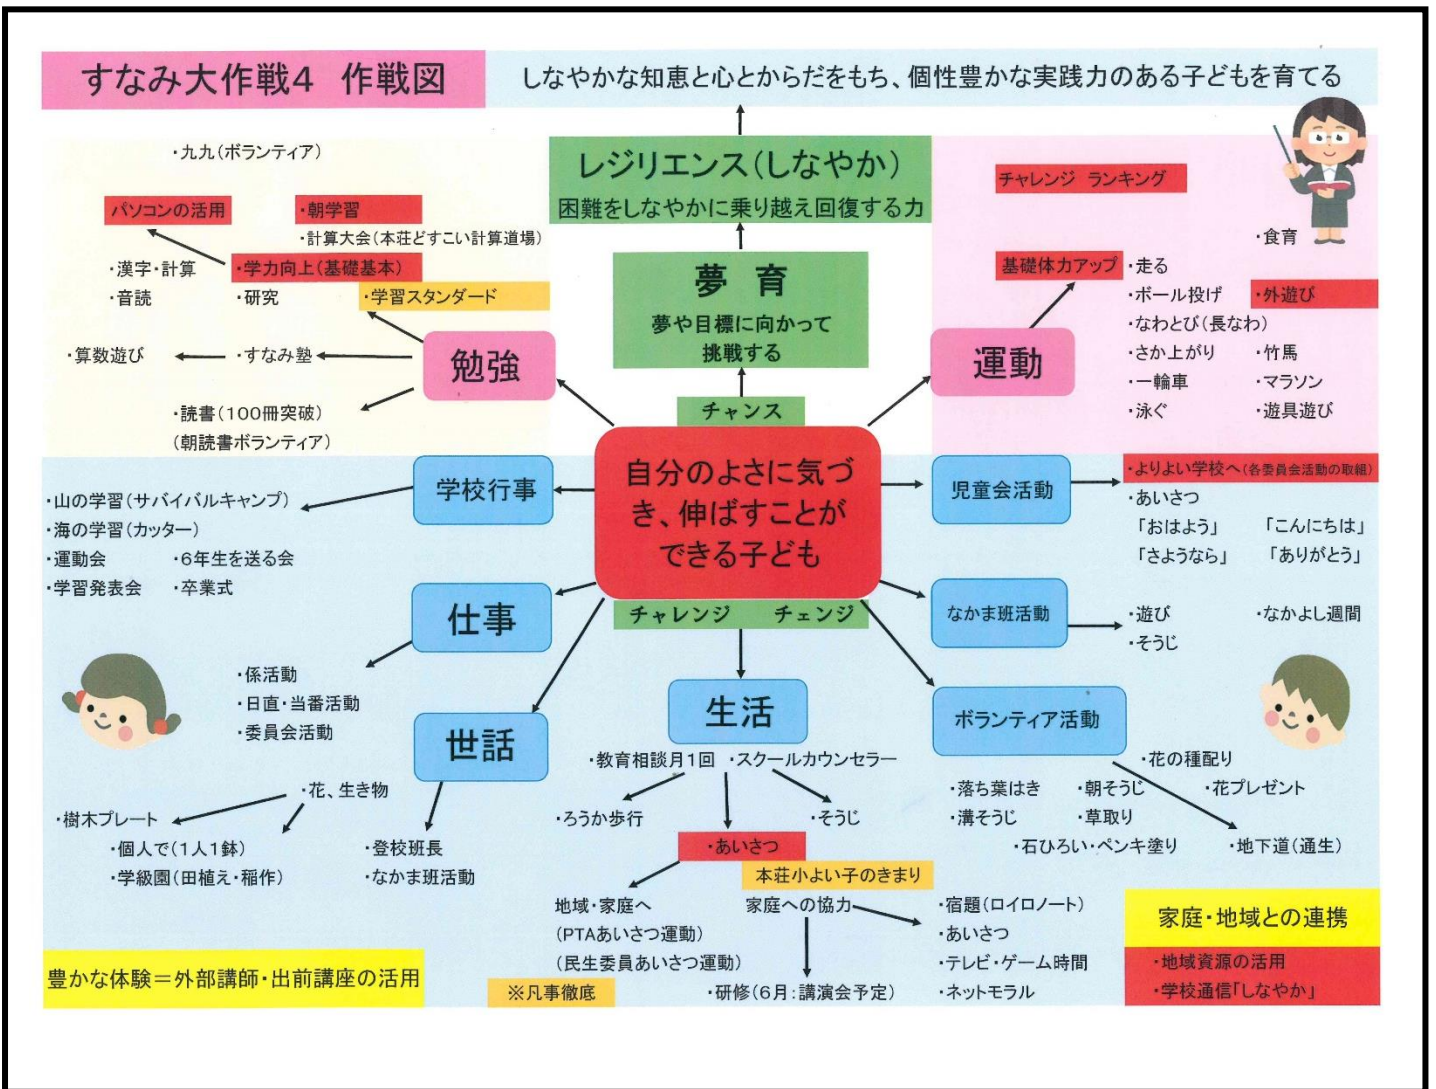 すなみ大作戦４　作戦図
しなやかな知恵と心とからだをもち、個性豊かな実践力のある子どもを育てる
レジリエンス（しなやか）
困難をしなやかに乗り越え回復する力
夢　育
夢や目標に向かって
挑戦する
チャンス
自分のよさに気づ
き、伸ばすことが
できる子ども
チャレンジ　チェンジ
勉強
・九九（ボランティア）
パソコンの活用
・朝学習
・計算大会（本荘どすこい計算道場）
・漢字・計算
・学力向上（基礎基本）
・音読
・研究
・学習スタンダード
・算数遊び
・すなみ塾
・読書（１００冊突破）
（朝読書ボランティア）
運動
チャレンジ　ランキング
・食育
基礎体力アップ
・走る
・ボール投げ
・外遊び
・なわとび（長なわ）
・さか上がり
・竹馬
・一輪車
・マラソン
・泳ぐ
・遊具遊び
学校行事
・山の学習（サバイバルキャンプ）
・海の学習（カッター）
・運動会
・６年生を送る会
・学習発表会
・卒業式
児童会活動
・よりよい学校へ（各委員会活動の取組）
・あいさつ
「おはよう」　「こんにちは」
「さようなら」　「ありがとう」
仕事
・係活動
・日直・当番活動
・委員会活動
なかま班活動
・遊び
・なかよし週間
・そうじ
世話
・花、生き物
・樹木プレート
・個人で（１人１鉢）
・学級園（田植え・稲作）
・登校班長
・なかま班活動
生活
・教育相談月１回　・スクールカウンセラー
・ろうか歩行
・そうじ
・あいさつ
本荘小よい子のきまり
地域・家庭へ
（PTAあいさつ運動）
（民生委員あいさつ運動）
家庭への協力
・宿題（ロイロノート）
・あいさつ
・テレビ・ゲーム時間
・ネットモラル
※凡事徹底
・研修（６月：講演会予定）
ボランティア活動
・花の種配り
・落ち葉はき
・朝そうじ
・花プレゼント
・溝そうじ
・草取り
・石ひろい・ペンキ塗り
・地下道（通生）
家庭・地域との連携
・地域資源の活用
・学校通信「しなやか」
豊かな体験＝外部講師・出前講座の活用